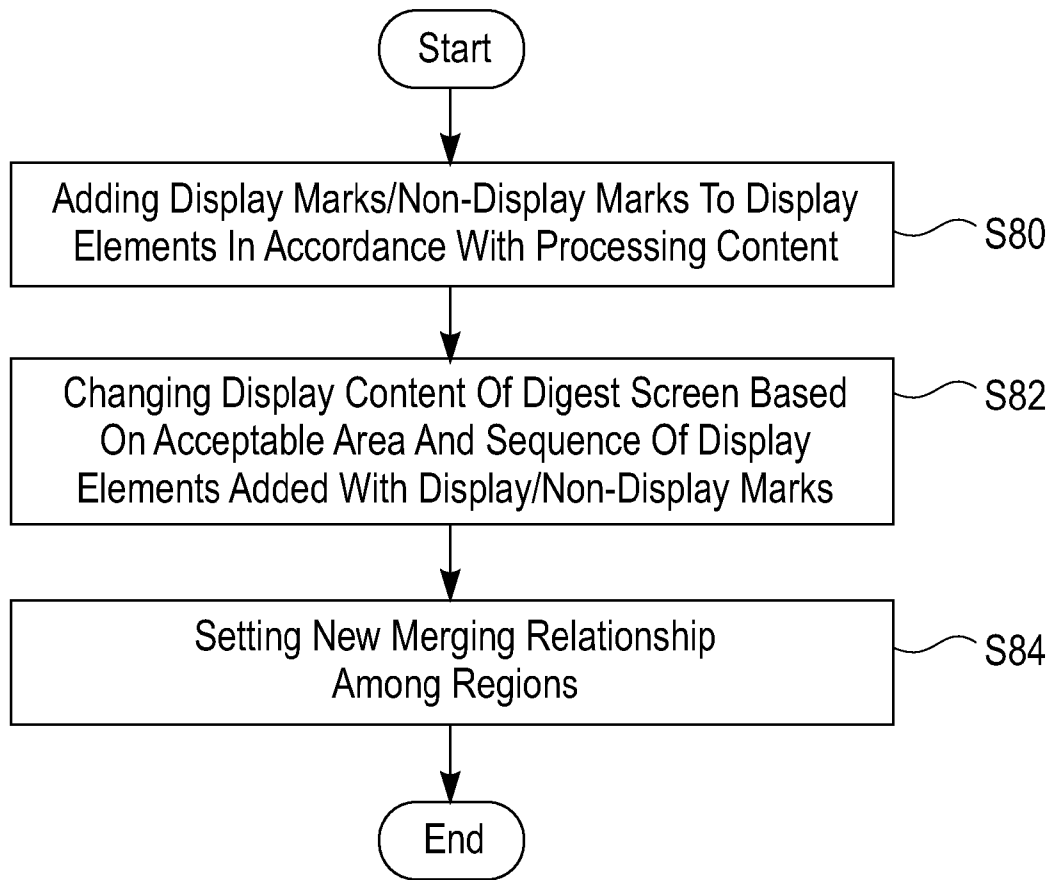 Start
Adding Display Marks/Non-Display Marks To Display
Elements In Accordance With Processing Content
S80
Changing Display Content Of Digest Screen Based
On Acceptable Area And Sequence Of Display
Elements Added With Display/Non-Display Marks
S82
Setting New Merging Relationship
Among Regions
S84
End